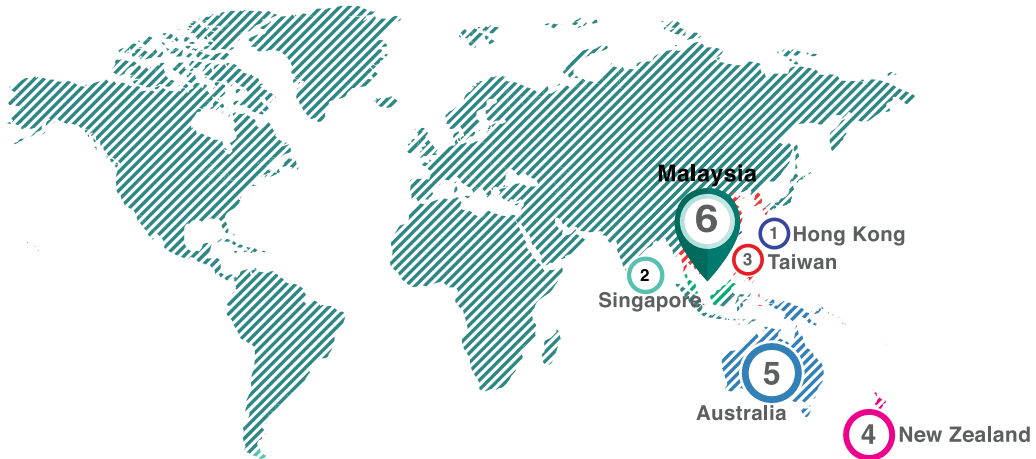 Malaysia
6
1 Hong Kong
3 Taiwan
2
Singapore
5
Australia
4 New Zealand